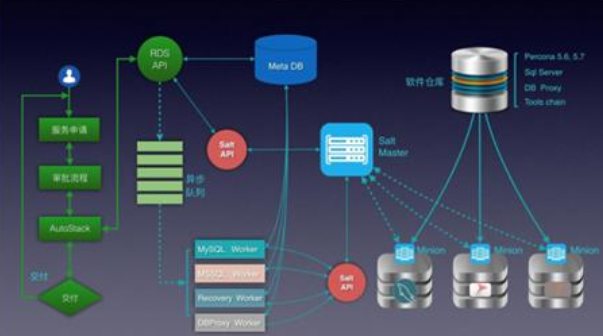 RDS
API
Meta DB
软件仓库
Percona 5.6, 5.7
Sql Server
DB Proxy
Tools chain
服务申请
Salt
API
Salt
Master
审批流程
异步
队列
AutoStack
MySQL Worker
MSSQL Worker
Recovery Worker
DBProxy Worker
Salt
API
Minion
Minion
Minion
交付
交付